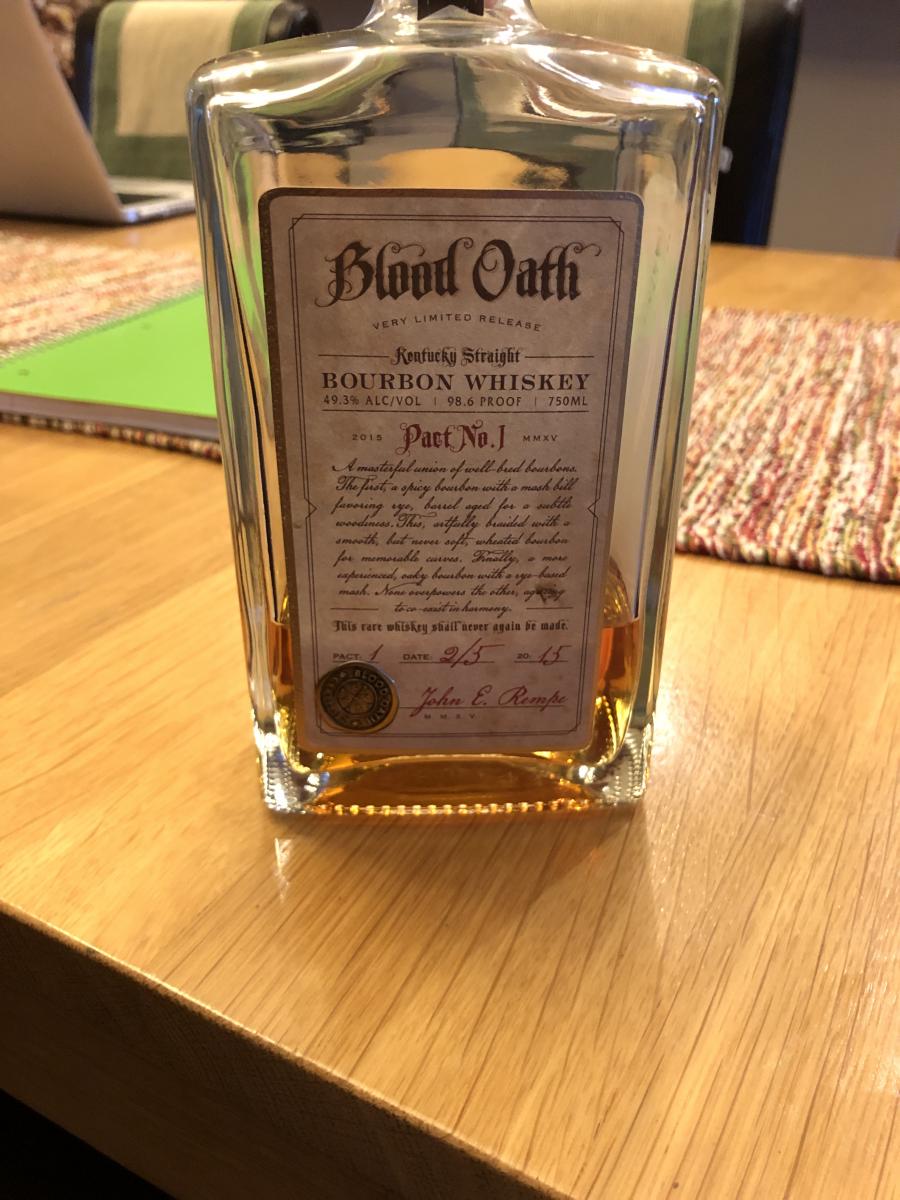 Blood Oath
VERY LIMITED RELEASE
Kentucky Straight
BOURBON WHISKEY
49.3% ALC/VOL | 98.6 PROOF | 750ML
2015 Pact No.1 MMXV
A masterful union of well-bred bourbons.
The first, a spicy bourbon with a mash bill
favoring rye, barrel aged for a subtle
woodiness. This, artfully braided with a
smooth, but never soft, wheated bourbon
for memorable curves. Finally, a more
experienced, oaky bourbon with a rye-based
mash. None overpowers the other, agreeing
to co-exist in harmony.
This rare whiskey shall never again be made.
PACT: 1 DATE: 2/5 20: 15
John E. Rempe
MMXV
BLOOD OATH